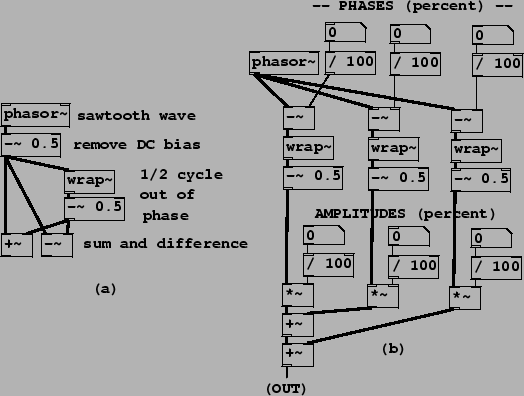 -- PHASES (percent) --
0 0 0
phasor~ / 100 / 100 / 100
-~ -~ -~
wrap~ wrap~ wrap~
-~ 0.5 -~ 0.5 -~ 0.5
AMPLITUDES (percent)
0 0 0
/ 100 / 100 / 100
*~ *~ *~
+~
+~
(b)
(OUT)
phasor~ sawtooth wave
-~ 0.5 remove DC bias
wrap~ 1/2 cycle
out of
-~ 0.5 phase
+~ -~ sum and difference
(a)